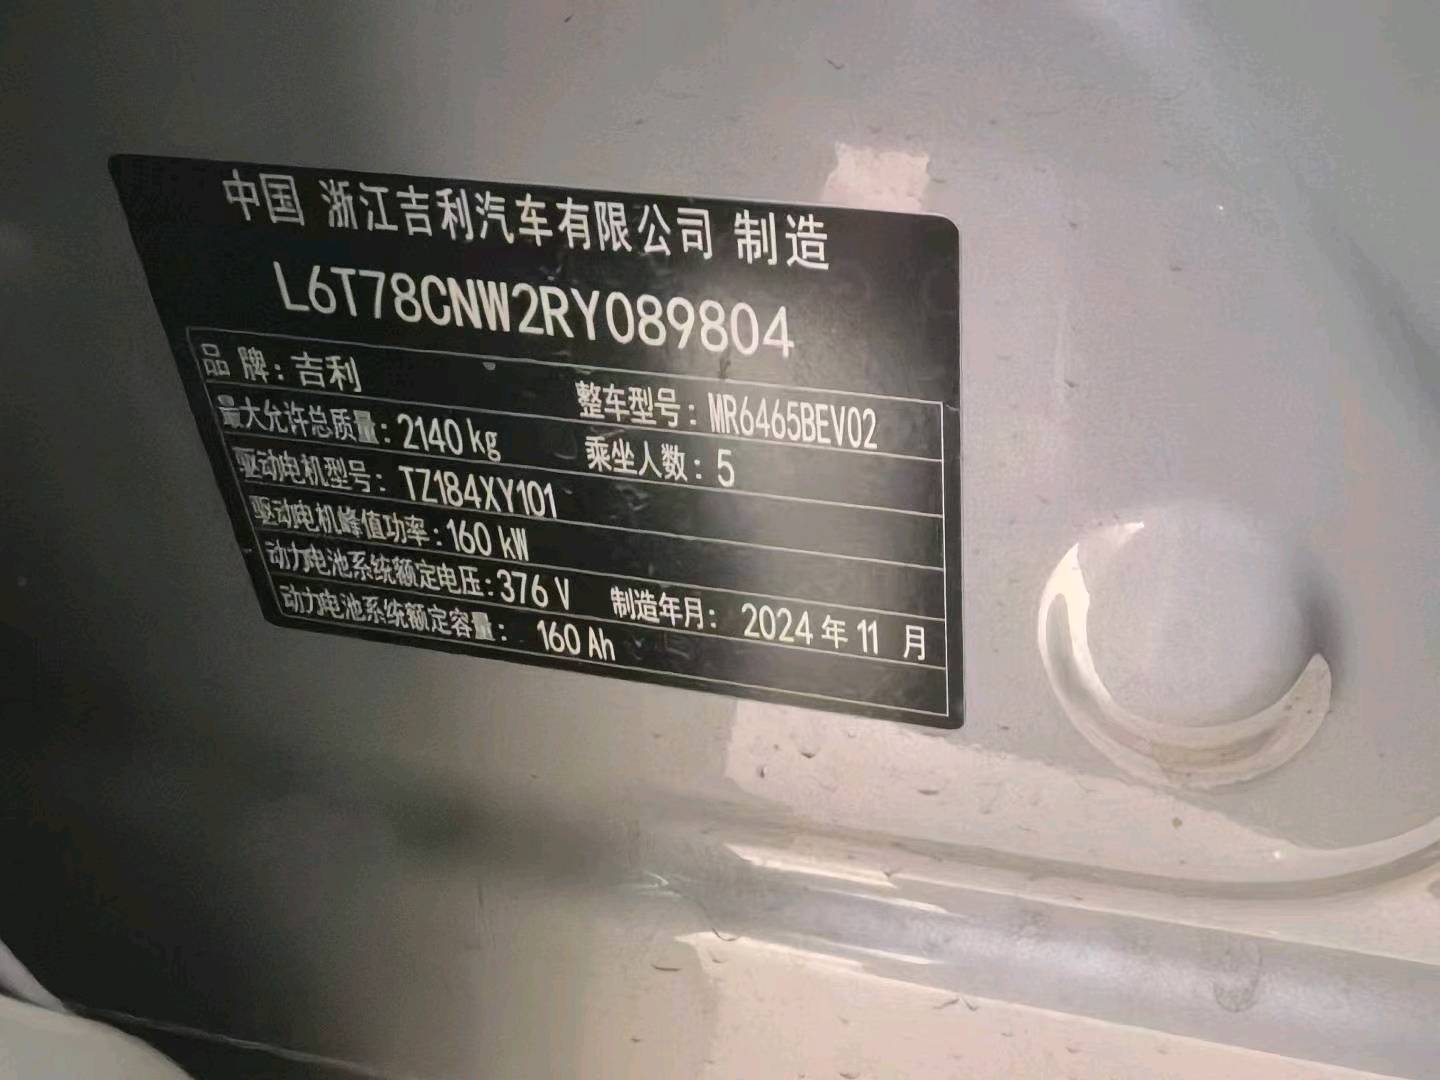 中国 浙江吉利汽车有限公司 制造
L6T78CNW2RY089804
品 牌: 吉利 整车型号: MR6465BEV02
最大允许总质量: 2140 kg 乘坐人数: 5
驱动电机型号: TZ184XY101
驱动电机峰值功率: 160 kW
动力电池系统额定电压: 376 V 制造年月: 2024 年 11 月
动力电池系统额定容量: 160 Ah